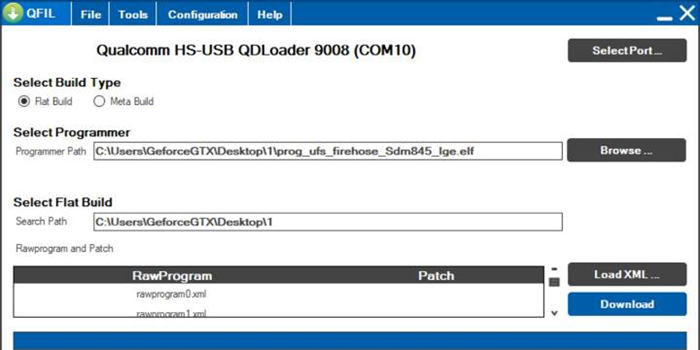 QFIL File Tools Configuration Help
Qualcomm HS-USB QDLoader 9008 (COM10) Select Port ...
Select Build Type
Flat Build Meta Build
Select Programmer
Programmer Path C:\Users\GeforceGTX\Desktop\1\prog_ufs_firehose_Sdm845_lge.elf Browse ...
Select Flat Build
Search Path C:\Users\GeforceGTX\Desktop\1
Rawprogram and Patch
RawProgram Patch Load XML ...
rawprogram0.xml
rawprogram1.xml Download